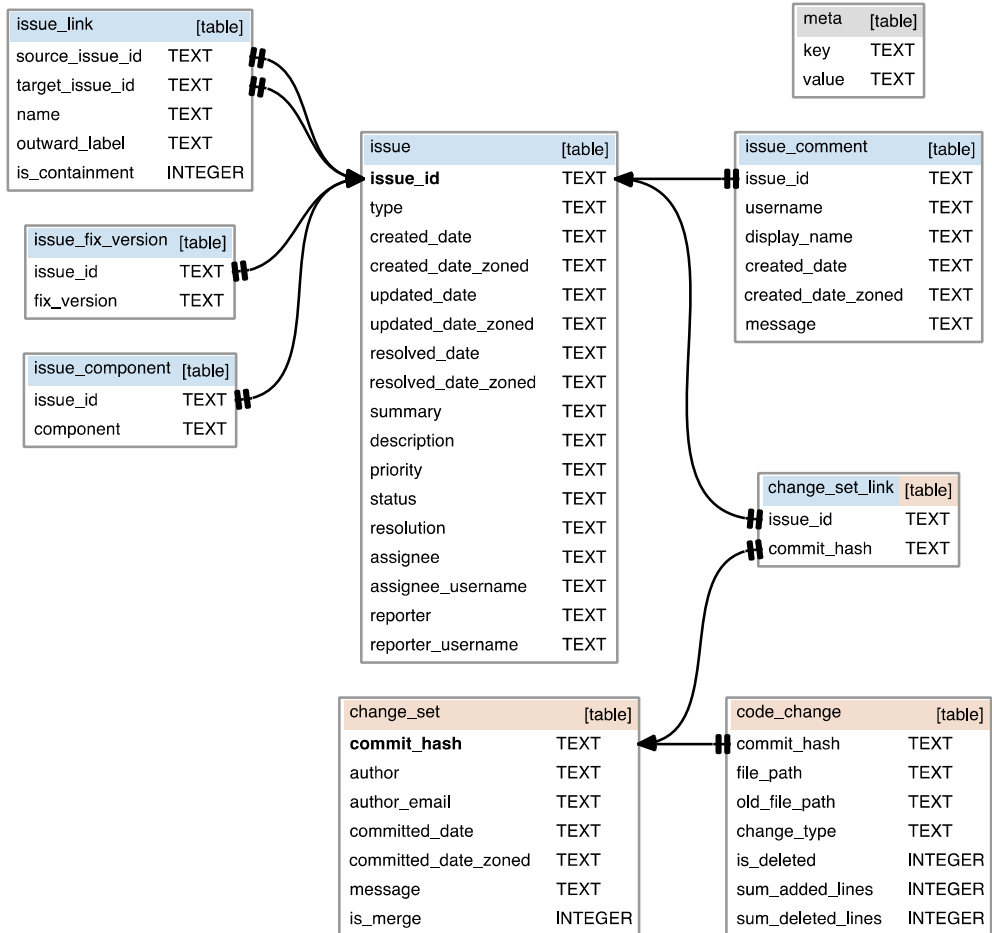 issue_link [table]
source_issue_id TEXT
target_issue_id TEXT
name TEXT
outward_label TEXT
is_containment INTEGER
meta [table]
key TEXT
value TEXT
issue [table]
issue_id TEXT
type TEXT
created_date TEXT
created_date_zoned TEXT
updated_date TEXT
updated_date_zoned TEXT
resolved_date TEXT
resolved_date_zoned TEXT
summary TEXT
description TEXT
priority TEXT
status TEXT
resolution TEXT
assignee TEXT
assignee_username TEXT
reporter TEXT
reporter_username TEXT
issue_comment [table]
issue_id TEXT
username TEXT
display_name TEXT
created_date TEXT
created_date_zoned TEXT
message TEXT
issue_fix_version [table]
issue_id TEXT
fix_version TEXT
issue_component [table]
issue_id TEXT
component TEXT
change_set_link [table]
issue_id TEXT
commit_hash TEXT
change_set [table]
commit_hash TEXT
author TEXT
author_email TEXT
committed_date TEXT
committed_date_zoned TEXT
message TEXT
is_merge INTEGER
code_change [table]
commit_hash TEXT
file_path TEXT
old_file_path TEXT
change_type TEXT
is_deleted INTEGER
sum_added_lines INTEGER
sum_deleted_lines INTEGER